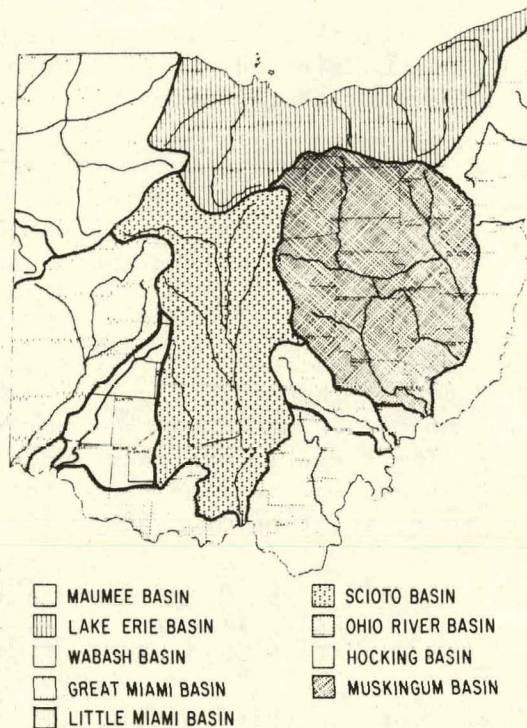 MAUMEE BASIN
LAKE ERIE BASIN
WABASH BASIN
GREAT MIAMI BASIN
LITTLE MIAMI BASIN
SCIOTO BASIN
OHIO RIVER BASIN
HOCKING BASIN
MUSKINGUM BASIN